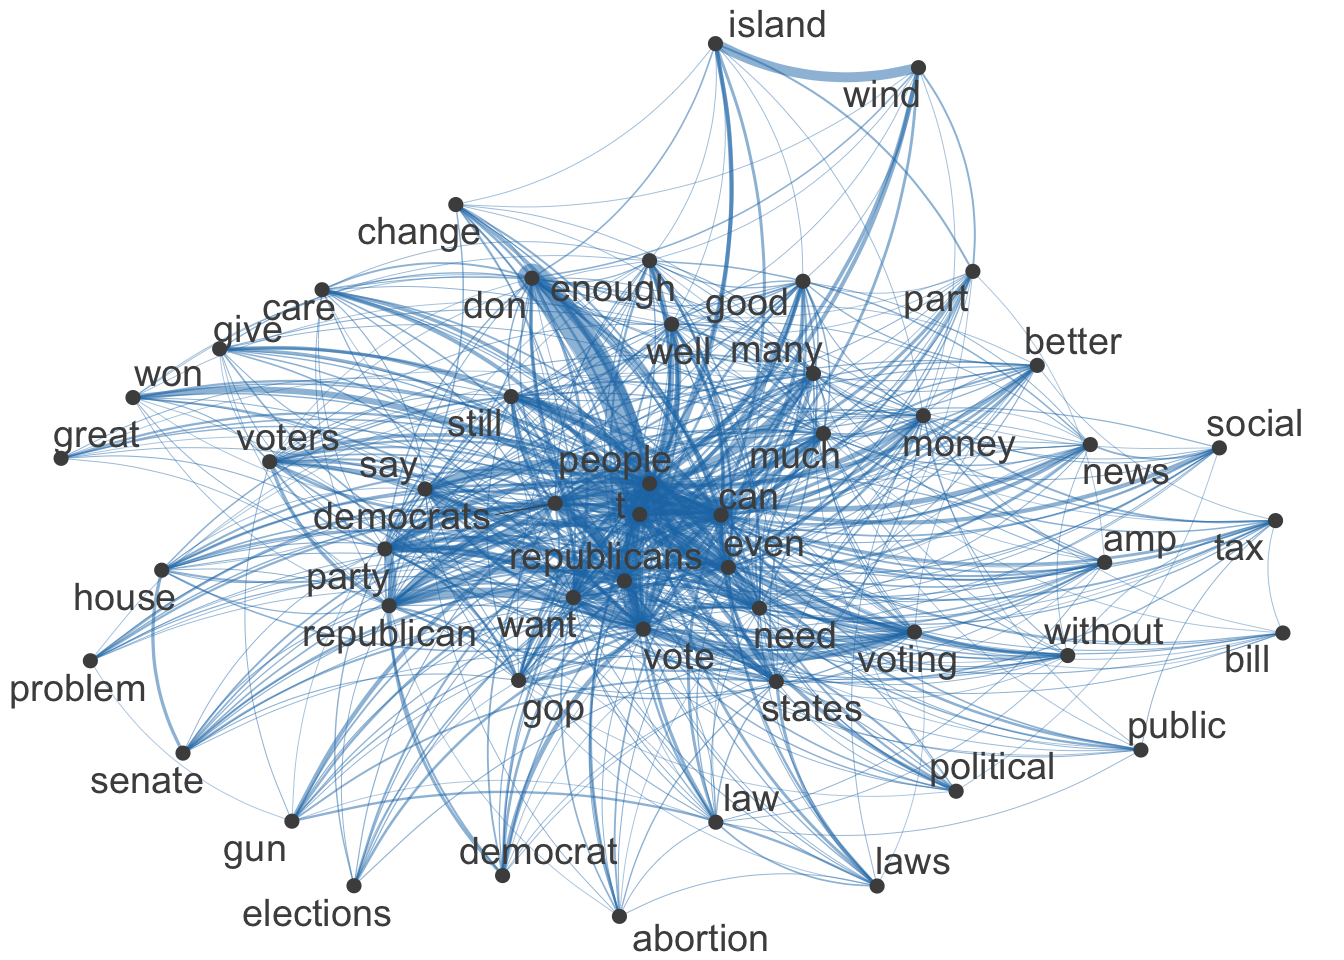 island
wind
change
enough
good
don
care
part
give
well
many
better
won
still
great
voters
say
people
much
money
social
news
t
can
democrats
even
amp
tax
republicans
party
house
republican
want
vote
need
voting
without
bill
problem
gop
states
public
senate
political
law
gun
democrat
laws
elections
abortion